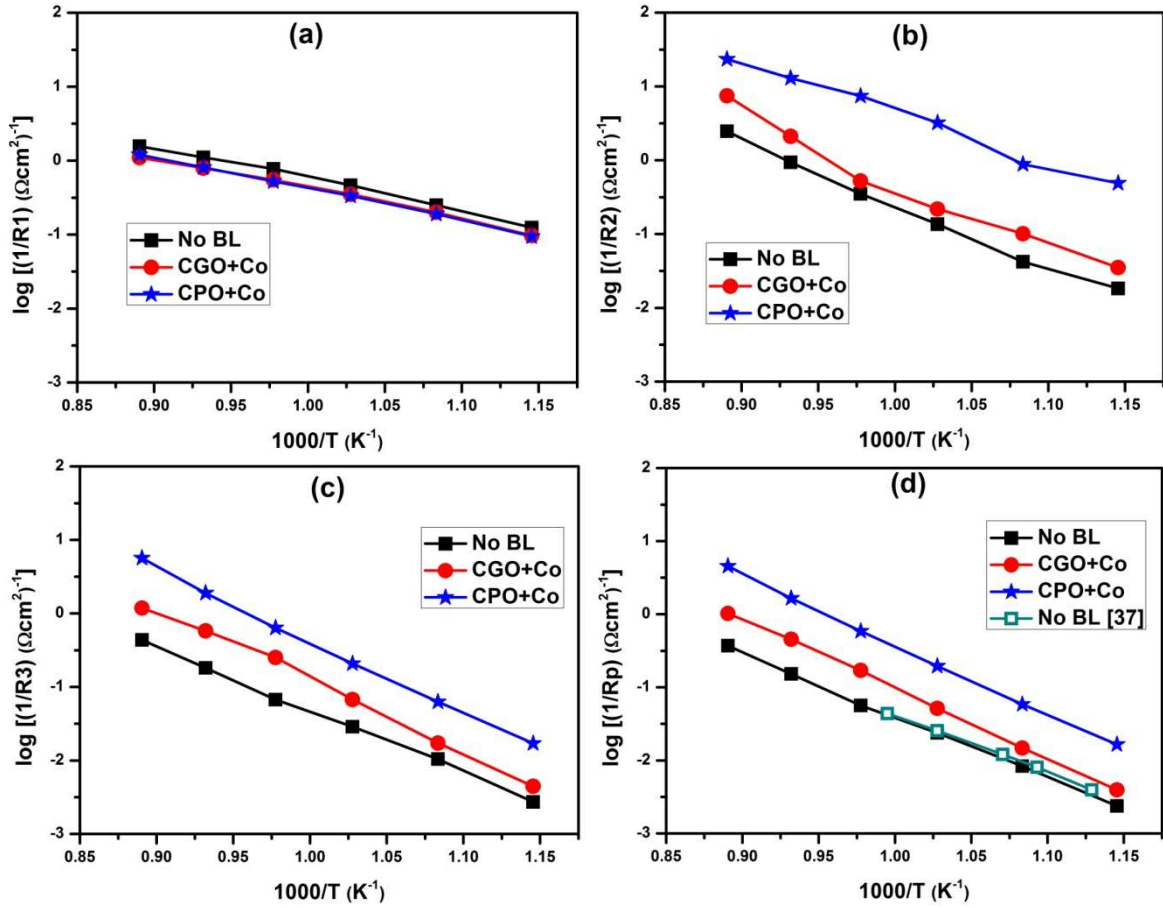 (a)
log [(1/R1) (Ωcm²)⁻¹]
2
1
0
-1
-2
-3
No BL
CGO+Co
CPO+Co
0.85 0.90 0.95 1.00 1.05 1.10 1.15
1000/T (K⁻¹)
(b)
log [(1/R2) (Ωcm²)⁻¹]
2
1
0
-1
-2
-3
No BL
CGO+Co
CPO+Co
0.85 0.90 0.95 1.00 1.05 1.10 1.15
1000/T (K⁻¹)
(c)
log [(1/R3) (Ωcm²)⁻¹]
2
1
0
-1
-2
-3
No BL
CGO+Co
CPO+Co
0.85 0.90 0.95 1.00 1.05 1.10 1.15
1000/T (K⁻¹)
(d)
log [(1/Rp) (Ωcm²)⁻¹]
2
1
0
-1
-2
-3
No BL
CGO+Co
CPO+Co
No BL [37]
0.85 0.90 0.95 1.00 1.05 1.10 1.15
1000/T (K⁻¹)